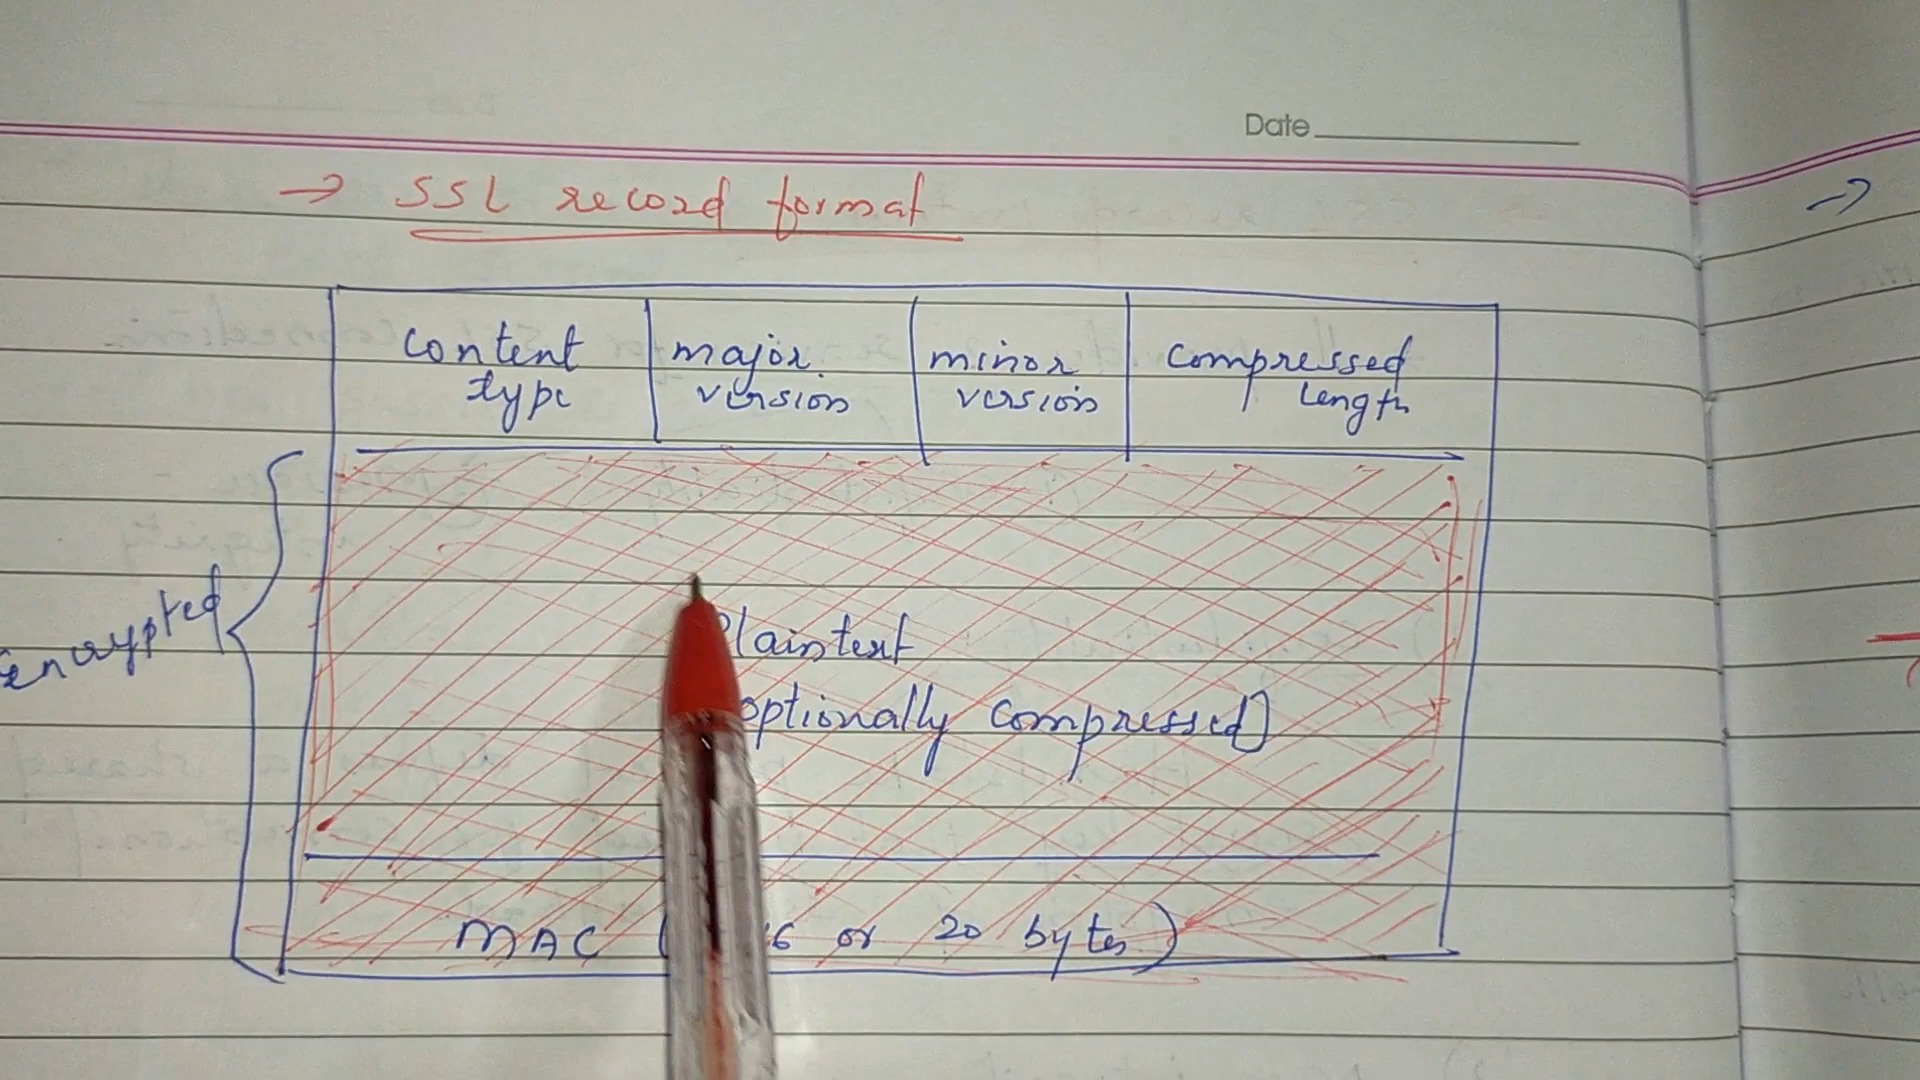 Date
→ SSL record format
content type
major version
minor version
compressed length
encrypted
Plaintext
optionally compressed]
MAC ( 16 or 20 bytes)
→